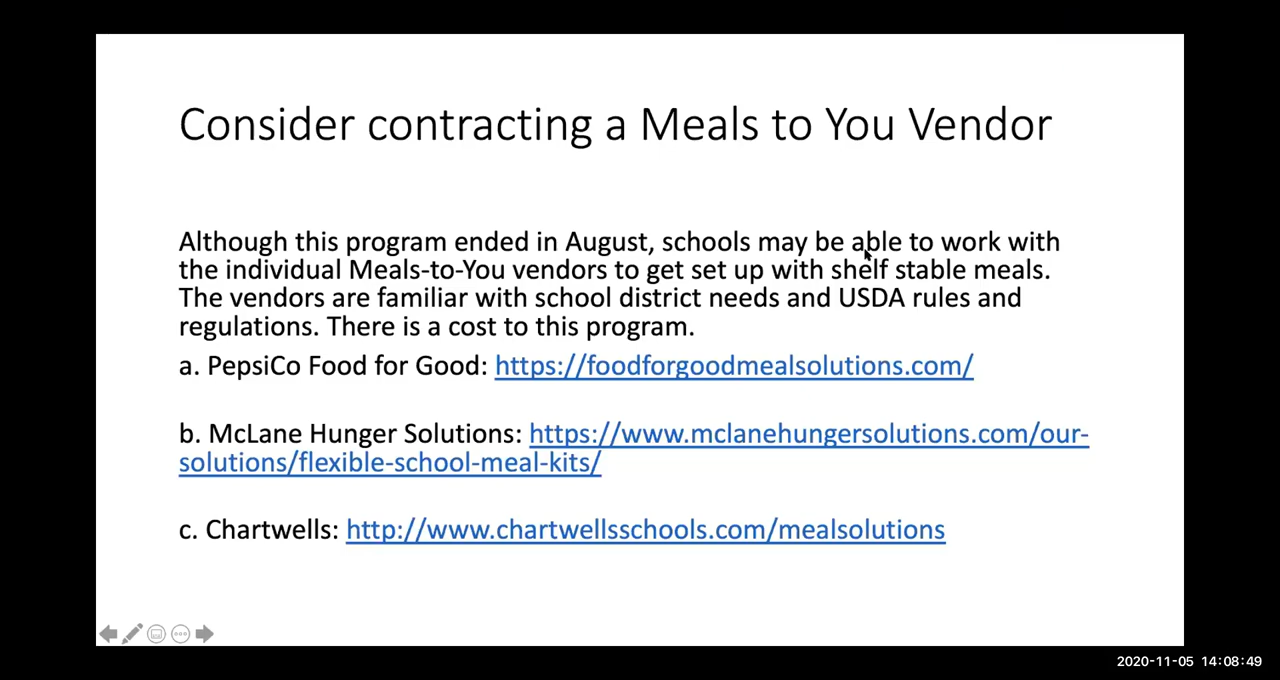 Consider contracting a Meals to You Vendor
Although this program ended in August, schools may be able to work with
the individual Meals-to-You vendors to get set up with shelf stable meals.
The vendors are familiar with school district needs and USDA rules and
regulations. There is a cost to this program.
a. PepsiCo Food for Good: https://foodforgoodmealsolutions.com/
b. McLane Hunger Solutions: https://www.mclanehungersolutions.com/our-
solutions/flexible-school-meal-kits/
c. Chartwells: http://www.chartwellsschools.com/mealsolutions
2020-11-05 14:08:49